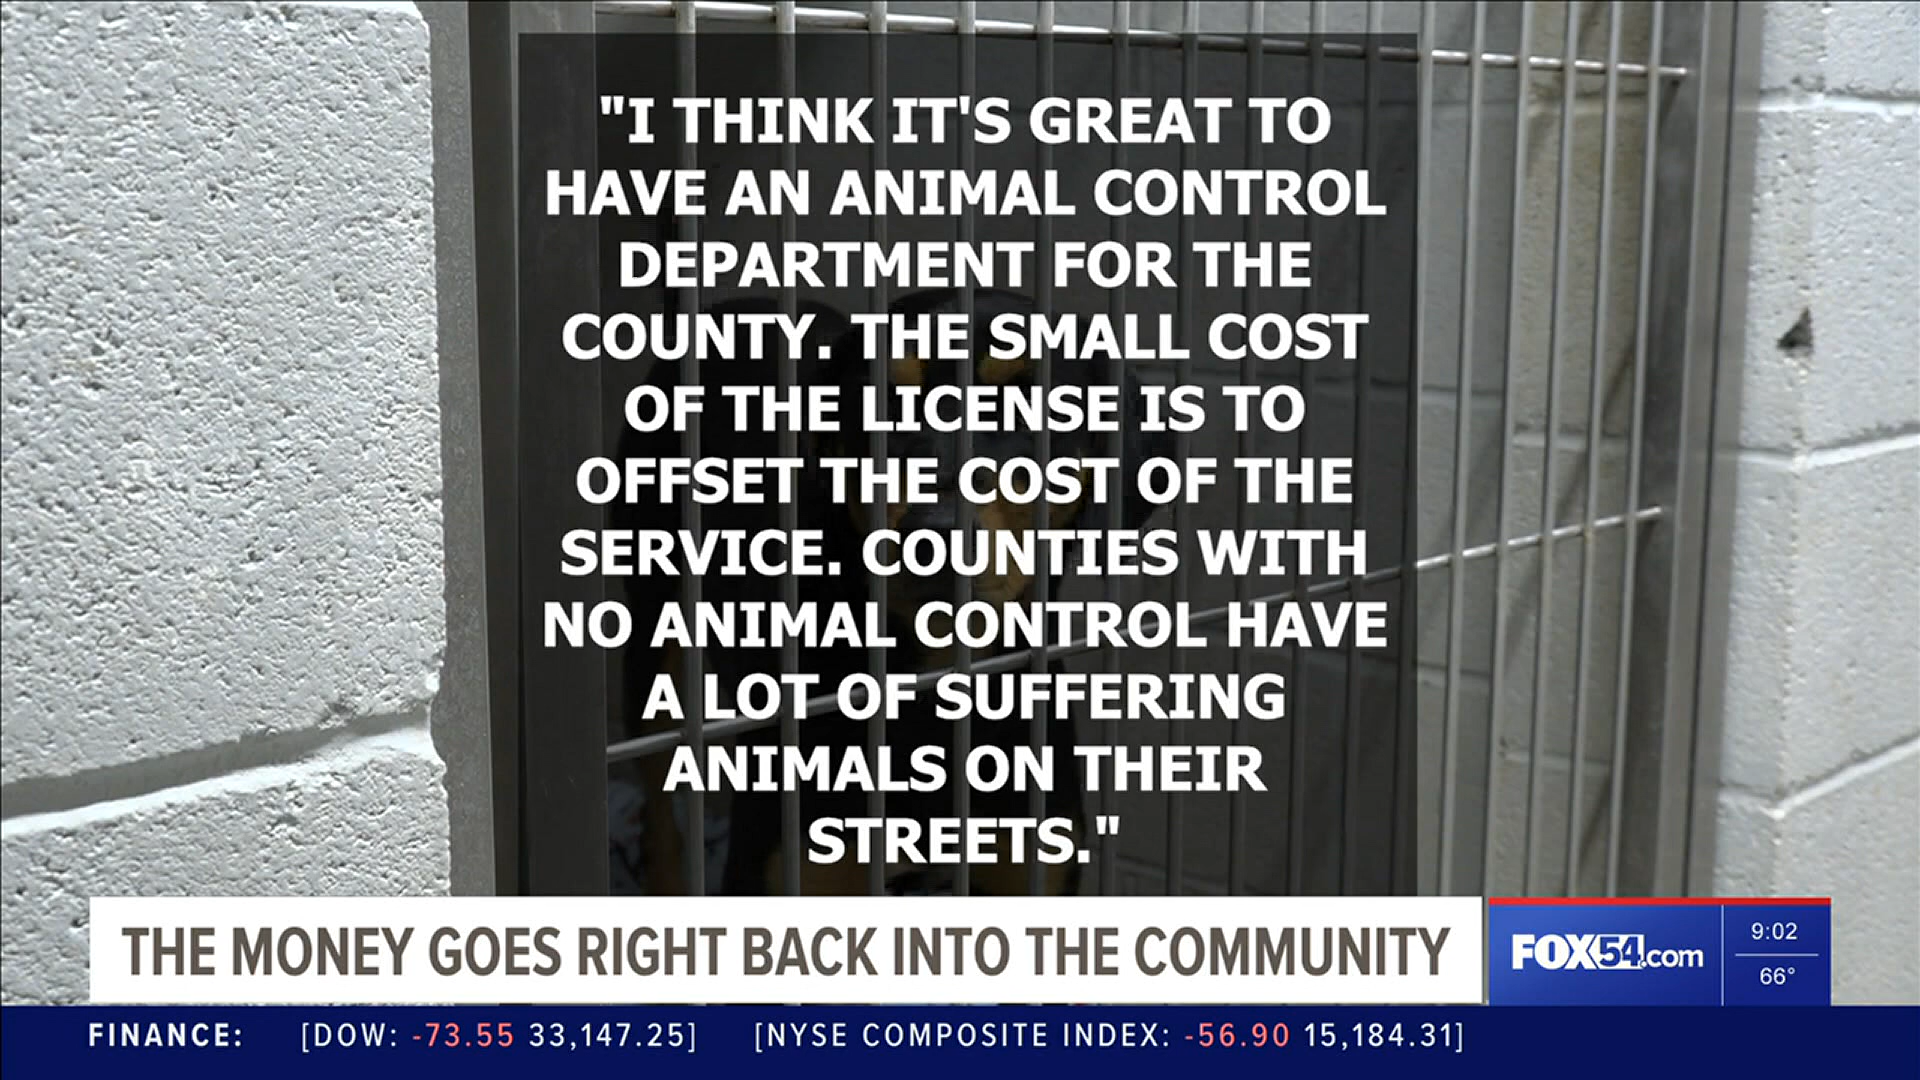 "I THINK IT'S GREAT TO
HAVE AN ANIMAL CONTROL
DEPARTMENT FOR THE
COUNTY. THE SMALL COST
OF THE LICENSE IS TO
OFFSET THE COST OF THE
SERVICE. COUNTIES WITH
NO ANIMAL CONTROL HAVE
A LOT OF SUFFERING
ANIMALS ON THEIR
STREETS."
THE MONEY GOES RIGHT BACK INTO THE COMMUNITY
FOX54.com
9:02
66°
FINANCE: [DOW: -73.55 33,147.25] [NYSE COMPOSITE INDEX: -56.90 15,184.31]